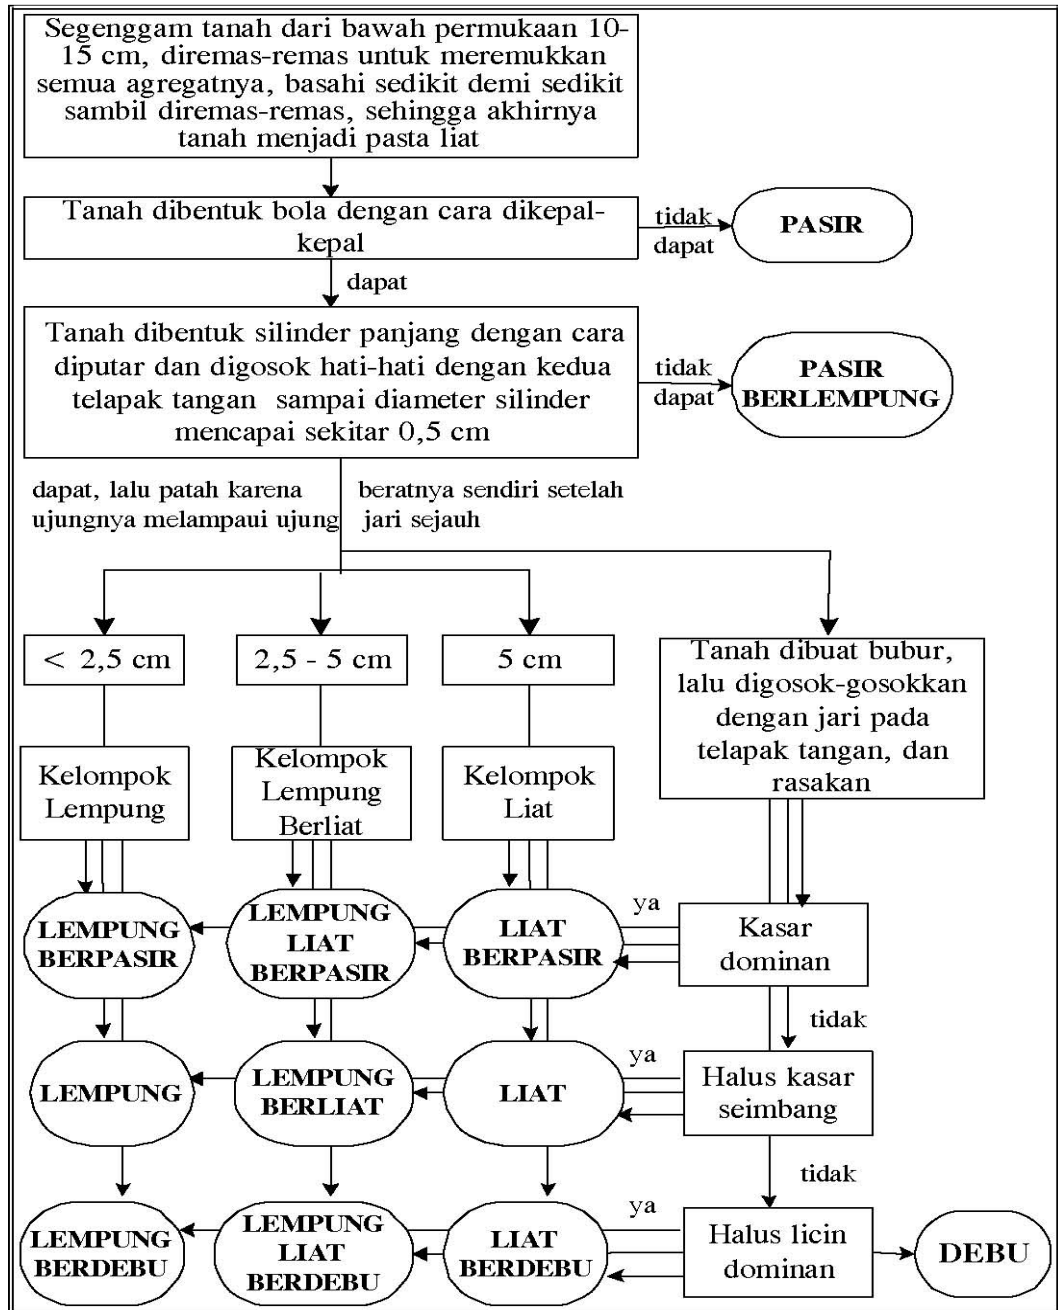 Segenggam tanah dari bawah permukaan 10-
15 cm, diremas-remas untuk meremukkan
semua agregatnya, basahi sedikit demi sedikit
sambil diremas-remas, sehingga akhirnya
tanah menjadi pasta liat
Tanah dibentuk bola dengan cara dikepal-
kepal
tidak
dapat
PASIR
dapat
Tanah dibentuk silinder panjang dengan cara
diputar dan digosok hati-hati dengan kedua
telapak tangan sampai diameter silinder
mencapai sekitar 0,5 cm
tidak
dapat
PASIR
BERLEMPUNG
dapat, lalu patah karena
ujungnya melampaui ujung
beratnya sendiri setelah
jari sejauh
< 2,5 cm
2,5 - 5 cm
5 cm
Tanah dibuat bubur,
lalu digosok-gosokkan
dengan jari pada
telapak tangan, dan
rasakan
Kelompok
Lempung
Kelompok
Lempung
Berliat
Kelompok
Liat
LEMPUNG
BERPASIR
LEMPUNG
LIAT
BERPASIR
LIAT
BERPASIR
ya
Kasar
dominan
tidak
LEMPUNG
LEMPUNG
BERLIAT
LIAT
ya
Halus kasar
seimbang
tidak
LEMPUNG
BERDEBU
LEMPUNG
LIAT
BERDEBU
LIAT
BERDEBU
ya
Halus licin
dominan
DEBU